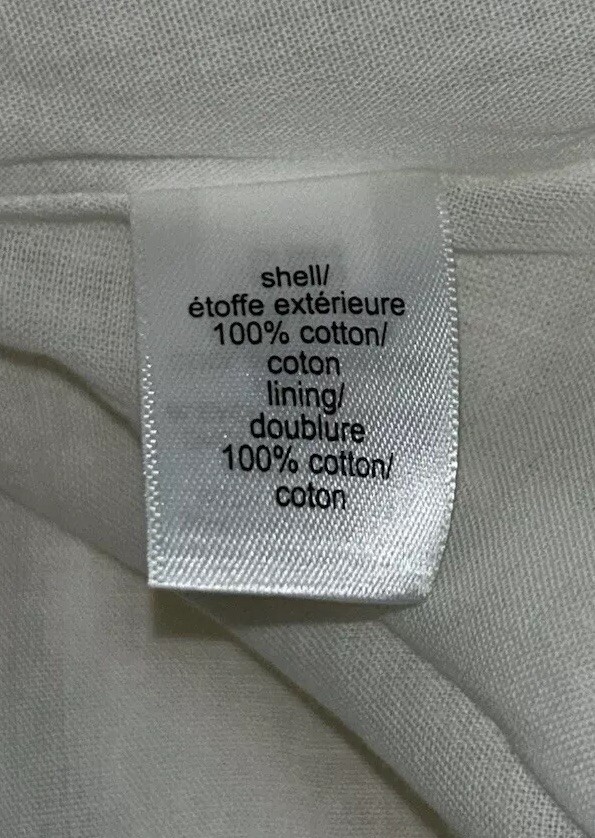 shell/
étoffe extérieure
100% cotton/
coton
lining/
doublure
100% cotton/
coton